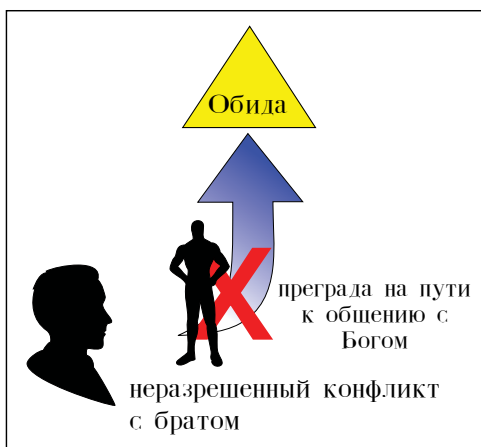 Обида
преграда на пути
к общению с
Богом
неразрешенный конфликт
с братом